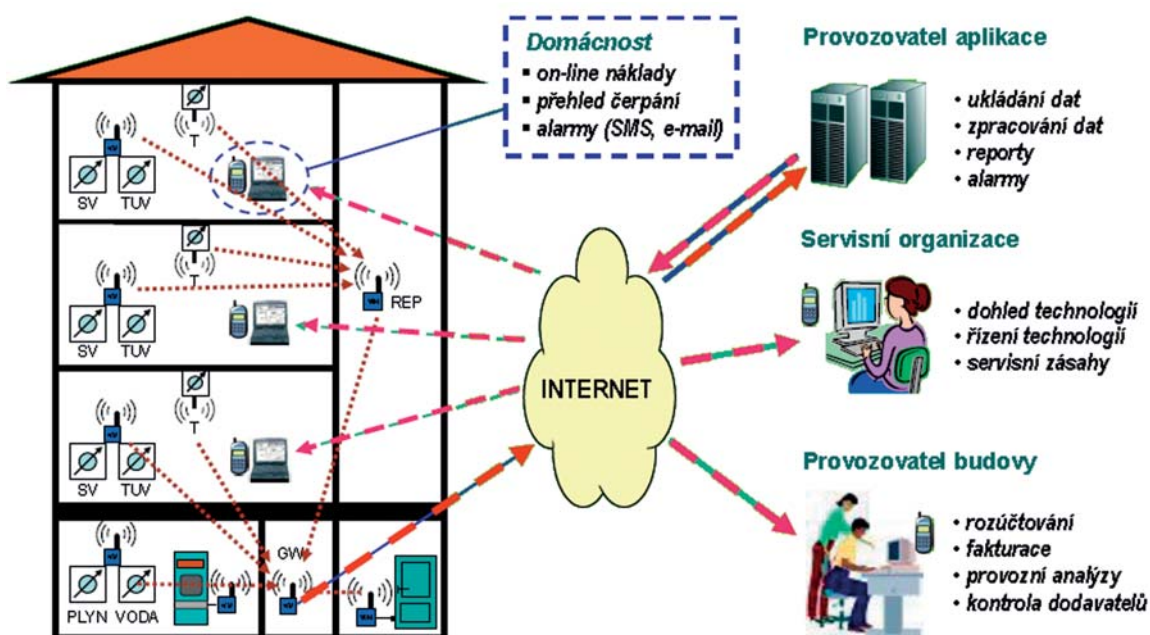 Domácnost
▪ on-line náklady
▪ přehled čerpání
▪ alarmy (SMS, e-mail)
Provozovatel aplikace
• ukládání dat
• zpracování dat
• reporty
• alarmy
T
SV TUV
Servisní organizace
• dohled technologií
• řízení technologií
• servisní zásahy
T
REP
SV TUV
INTERNET
T
SV TUV
Provozovatel budovy
• rozúčtování
• fakturace
• provozní analýzy
• kontrola dodavatelů
GW
PLYN VODA